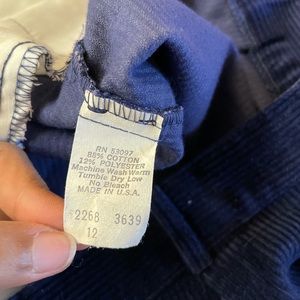 RN 53097
88% COTTON
12% POLYESTER
Machine Wash Warm
Tumble Dry Low
No Bleach
MADE IN U.S.A.
2268 3639
12